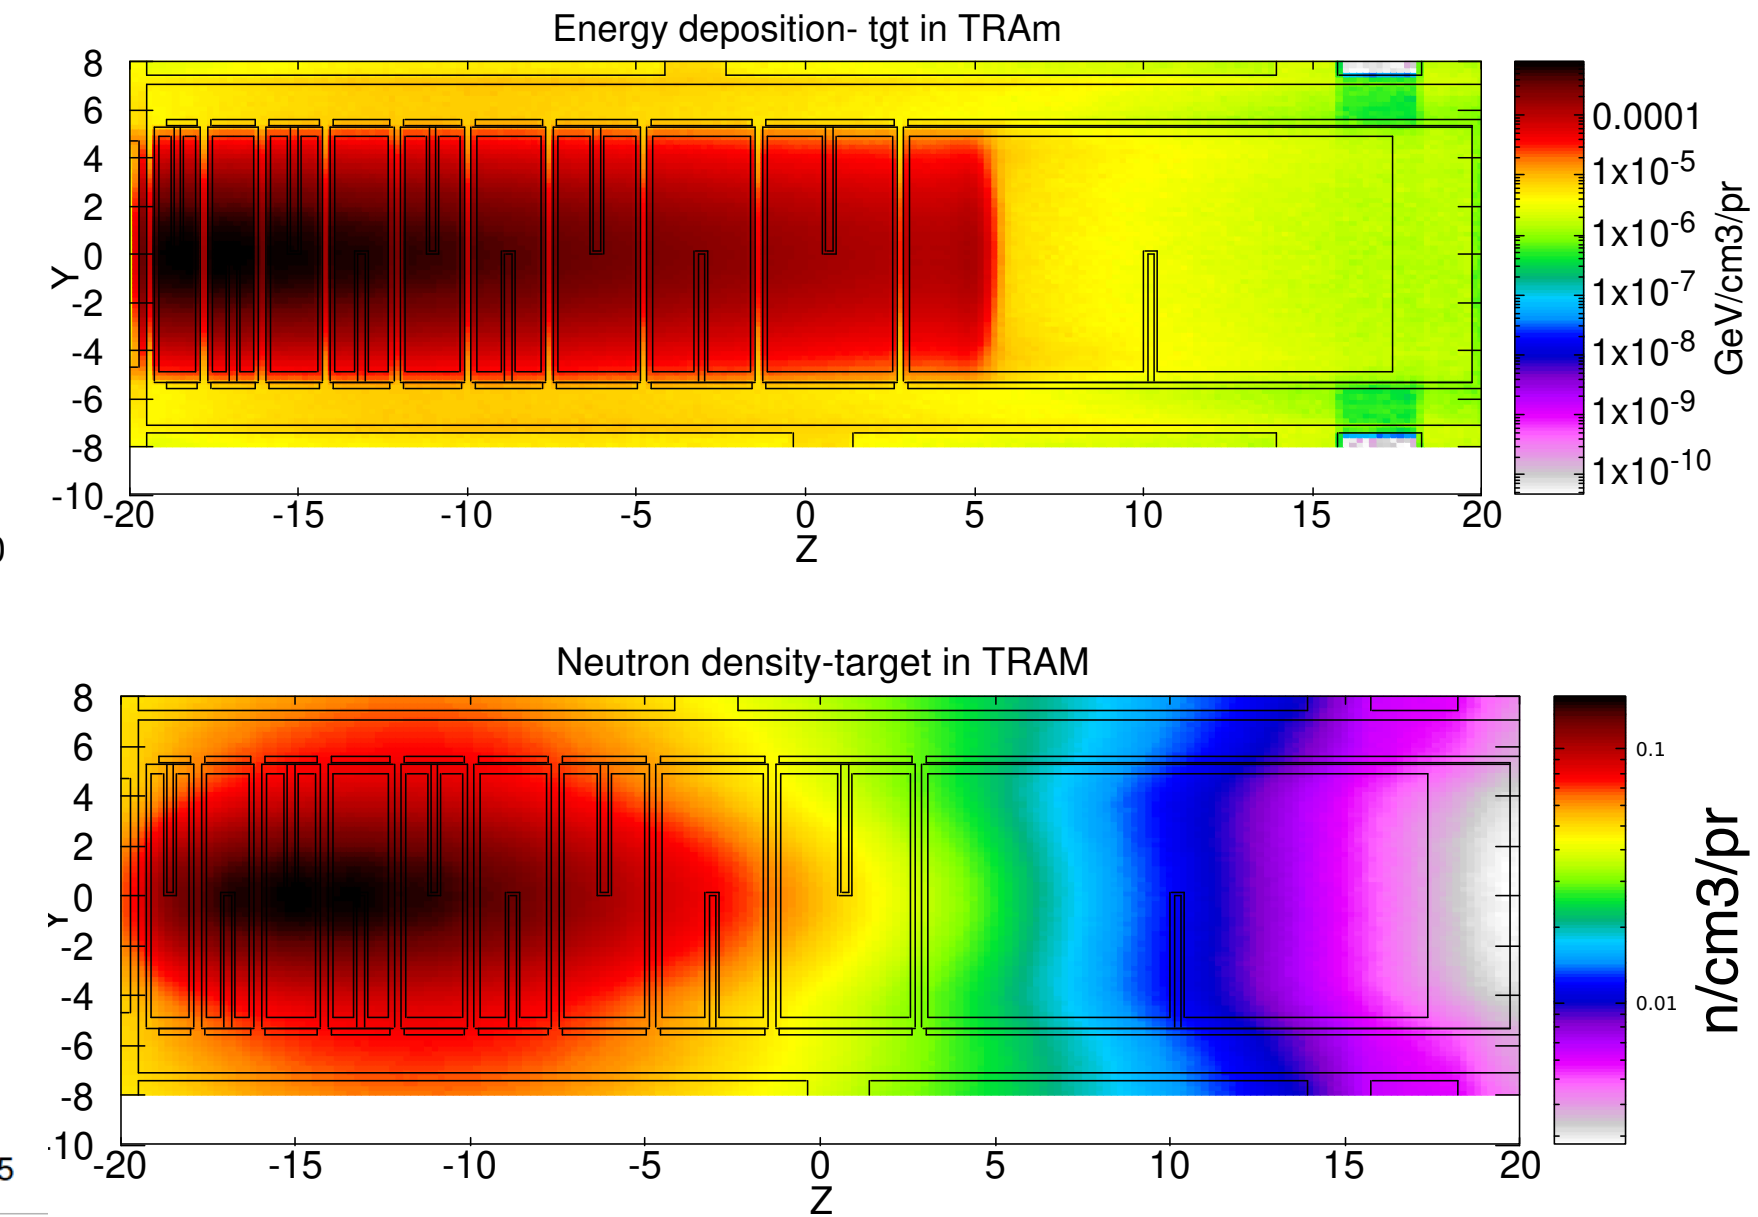 Energy deposition- tgt in TRAm
8
6
4
2
0
-2
-4
-6
-8
-10
Y
-20 -15 -10 -5 0 5 10 15 20
Z
0.0001
1x10-5
1x10-6
1x10-7
1x10-8
1x10-9
1x10-10
GeV/cm3/pr
0
Neutron density-target in TRAM
8
6
4
2
0
-2
-4
-6
-8
-10
Y
-20 -15 -10 -5 0 5 10 15 20
Z
0.1
0.01
n/cm3/pr
5